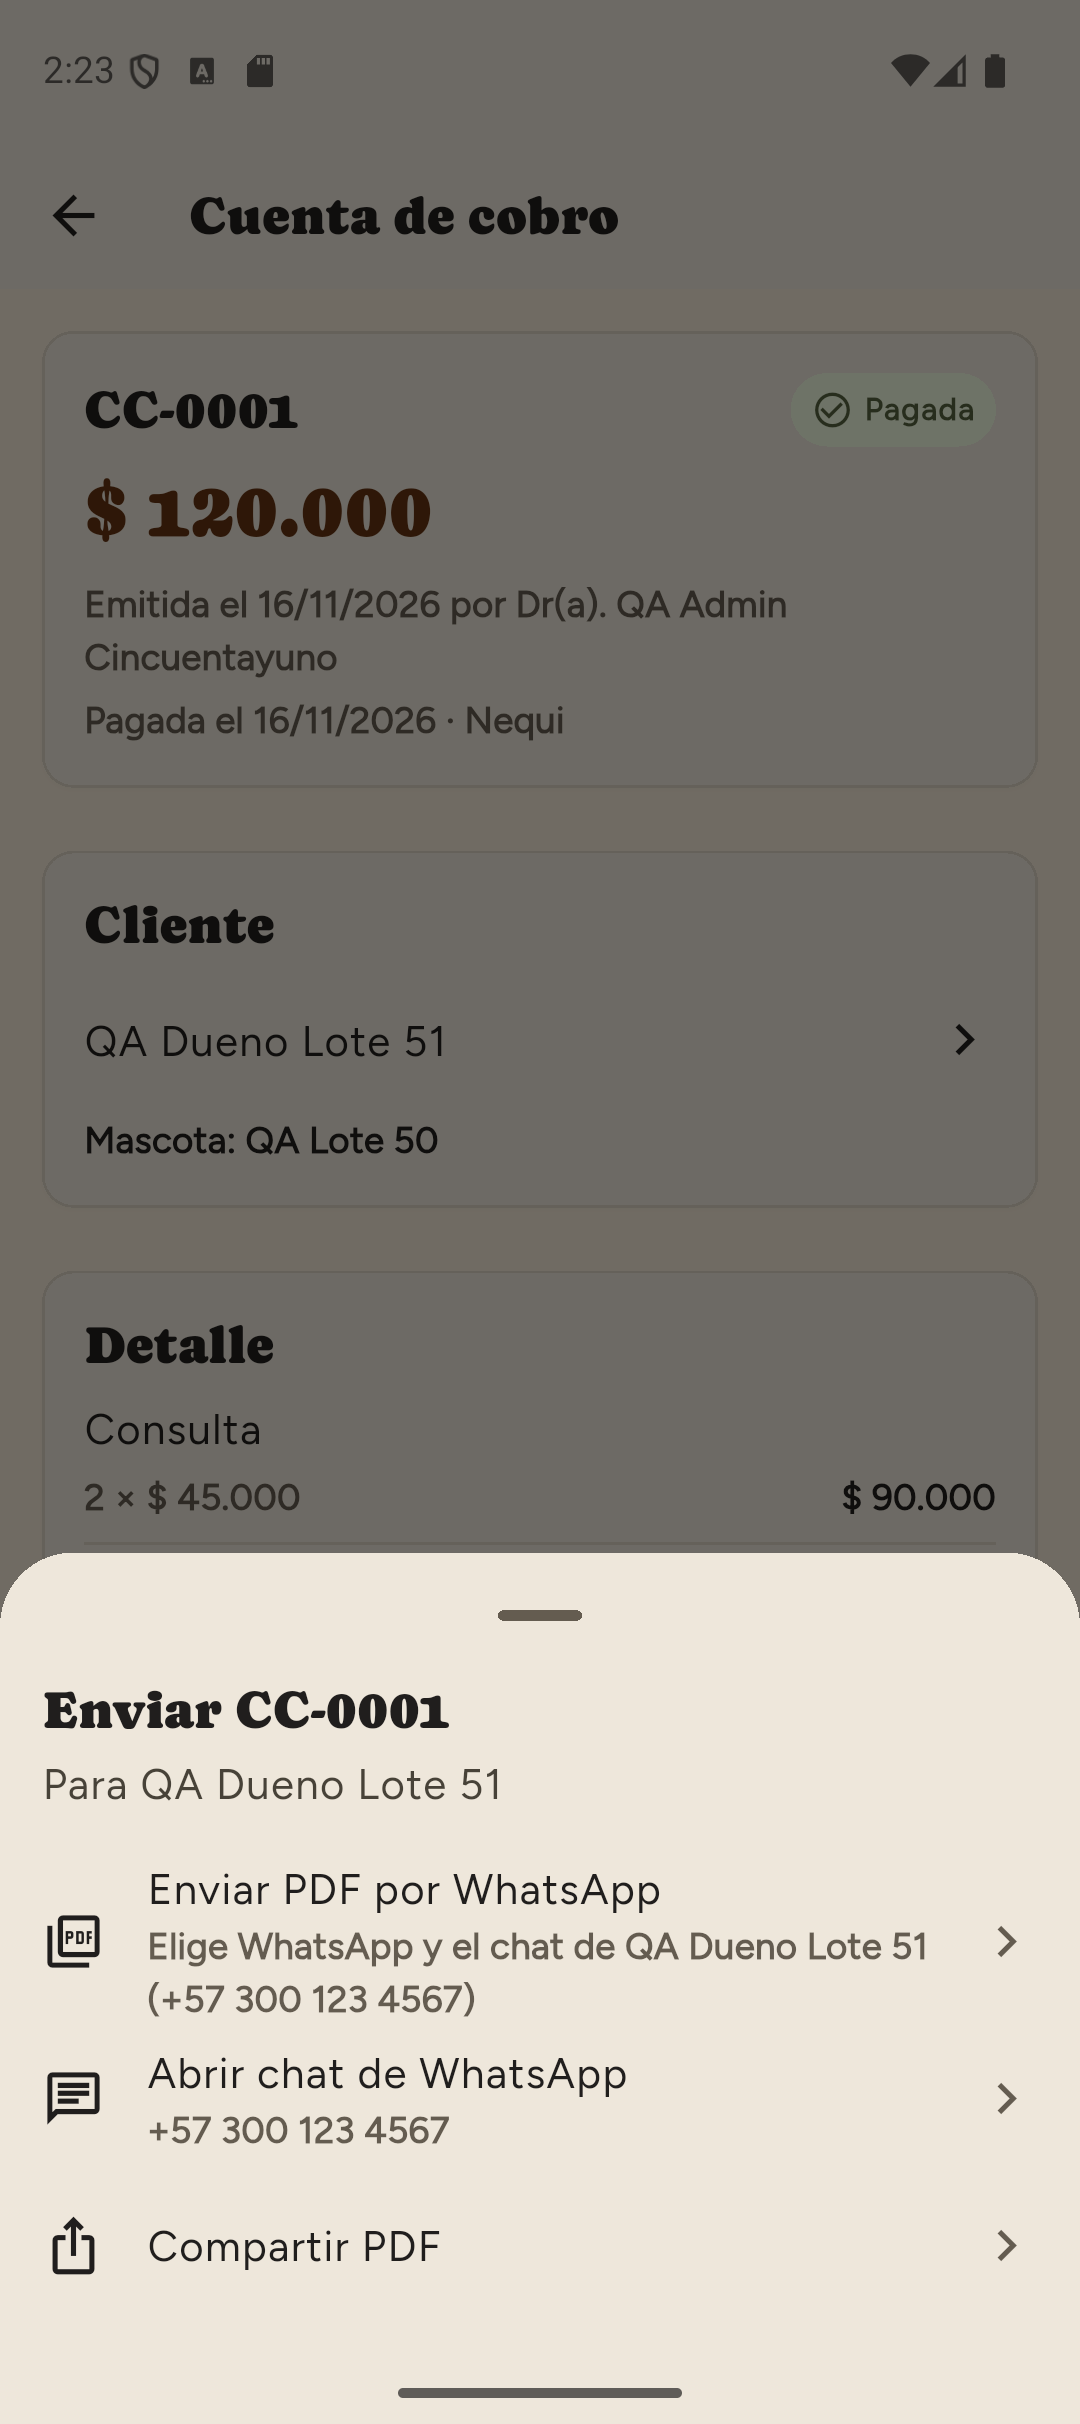 2:23
Cuenta de cobro
CC-0001
Pagada
$ 120.000
Emitida el 16/11/2026 por Dr(a). QA Admin
Cincuentayuno
Pagada el 16/11/2026 · Nequi
Cliente
QA Dueno Lote 51
Mascota: QA Lote 50
Detalle
Consulta
2 × $ 45.000 $ 90.000
Enviar CC-0001
Para QA Dueno Lote 51
Enviar PDF por WhatsApp
PDF
Elige WhatsApp y el chat de QA Dueno Lote 51
(+57 300 123 4567)
Abrir chat de WhatsApp
+57 300 123 4567
Compartir PDF